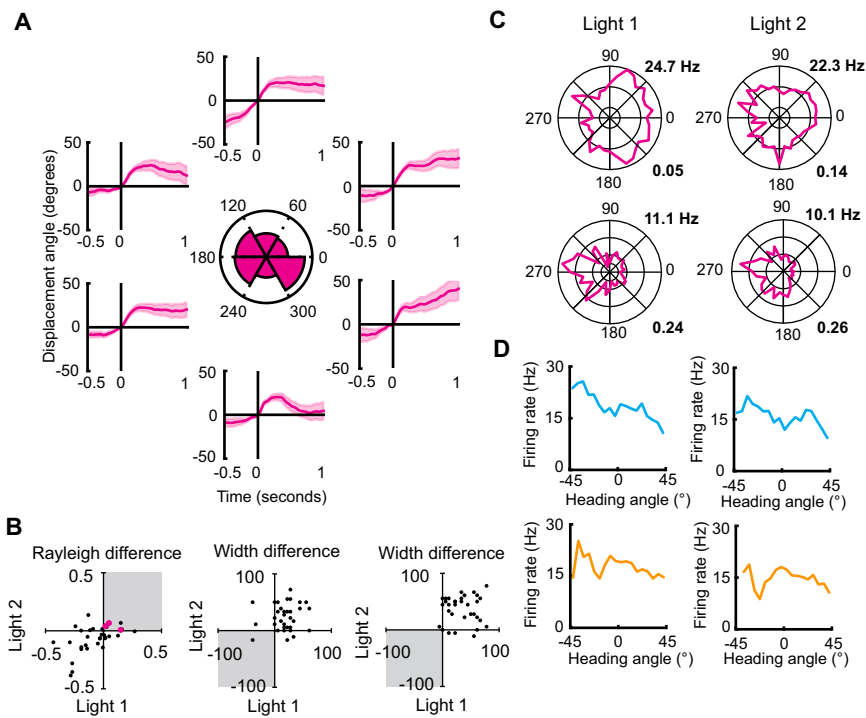 A
Displacement angle (degrees)
50
0
-50
-0.5 0 1
50
0
-50
-0.5 0 1
50
0
50
-0.5 0 1
120 60
180 0
240 300
50
0
-50
-0.5 0 1
50
0
-50
-0.5 0 1
50
0
-50
-0.5 0 1
Time (seconds)
B
Rayleigh difference
0.5
-0.5 0.5
-0.5
Light 2
Light 1
Width difference
100
-100 100
-100
Light 2
Light 1
Width difference
100
-100 100
-100
Light 2
Light 1
C
Light 1 Light 2
90
24.7 Hz
270 0
180
0.05
90
22.3 Hz
270 0
180
0.14
90
11.1 Hz
270 0
180
0.24
90
10.1 Hz
270 0
180
0.26
D
Firing rate (Hz)
30
15
0
-45 0 45
Heading angle (°)
Firing rate (Hz)
30
15
0
-45 0 45
Heading angle (°)
Firing rate (Hz)
30
15
0
-45 0 45
Heading angle (°)
Firing rate (Hz)
30
15
0
-45 0 45
Heading angle (°)